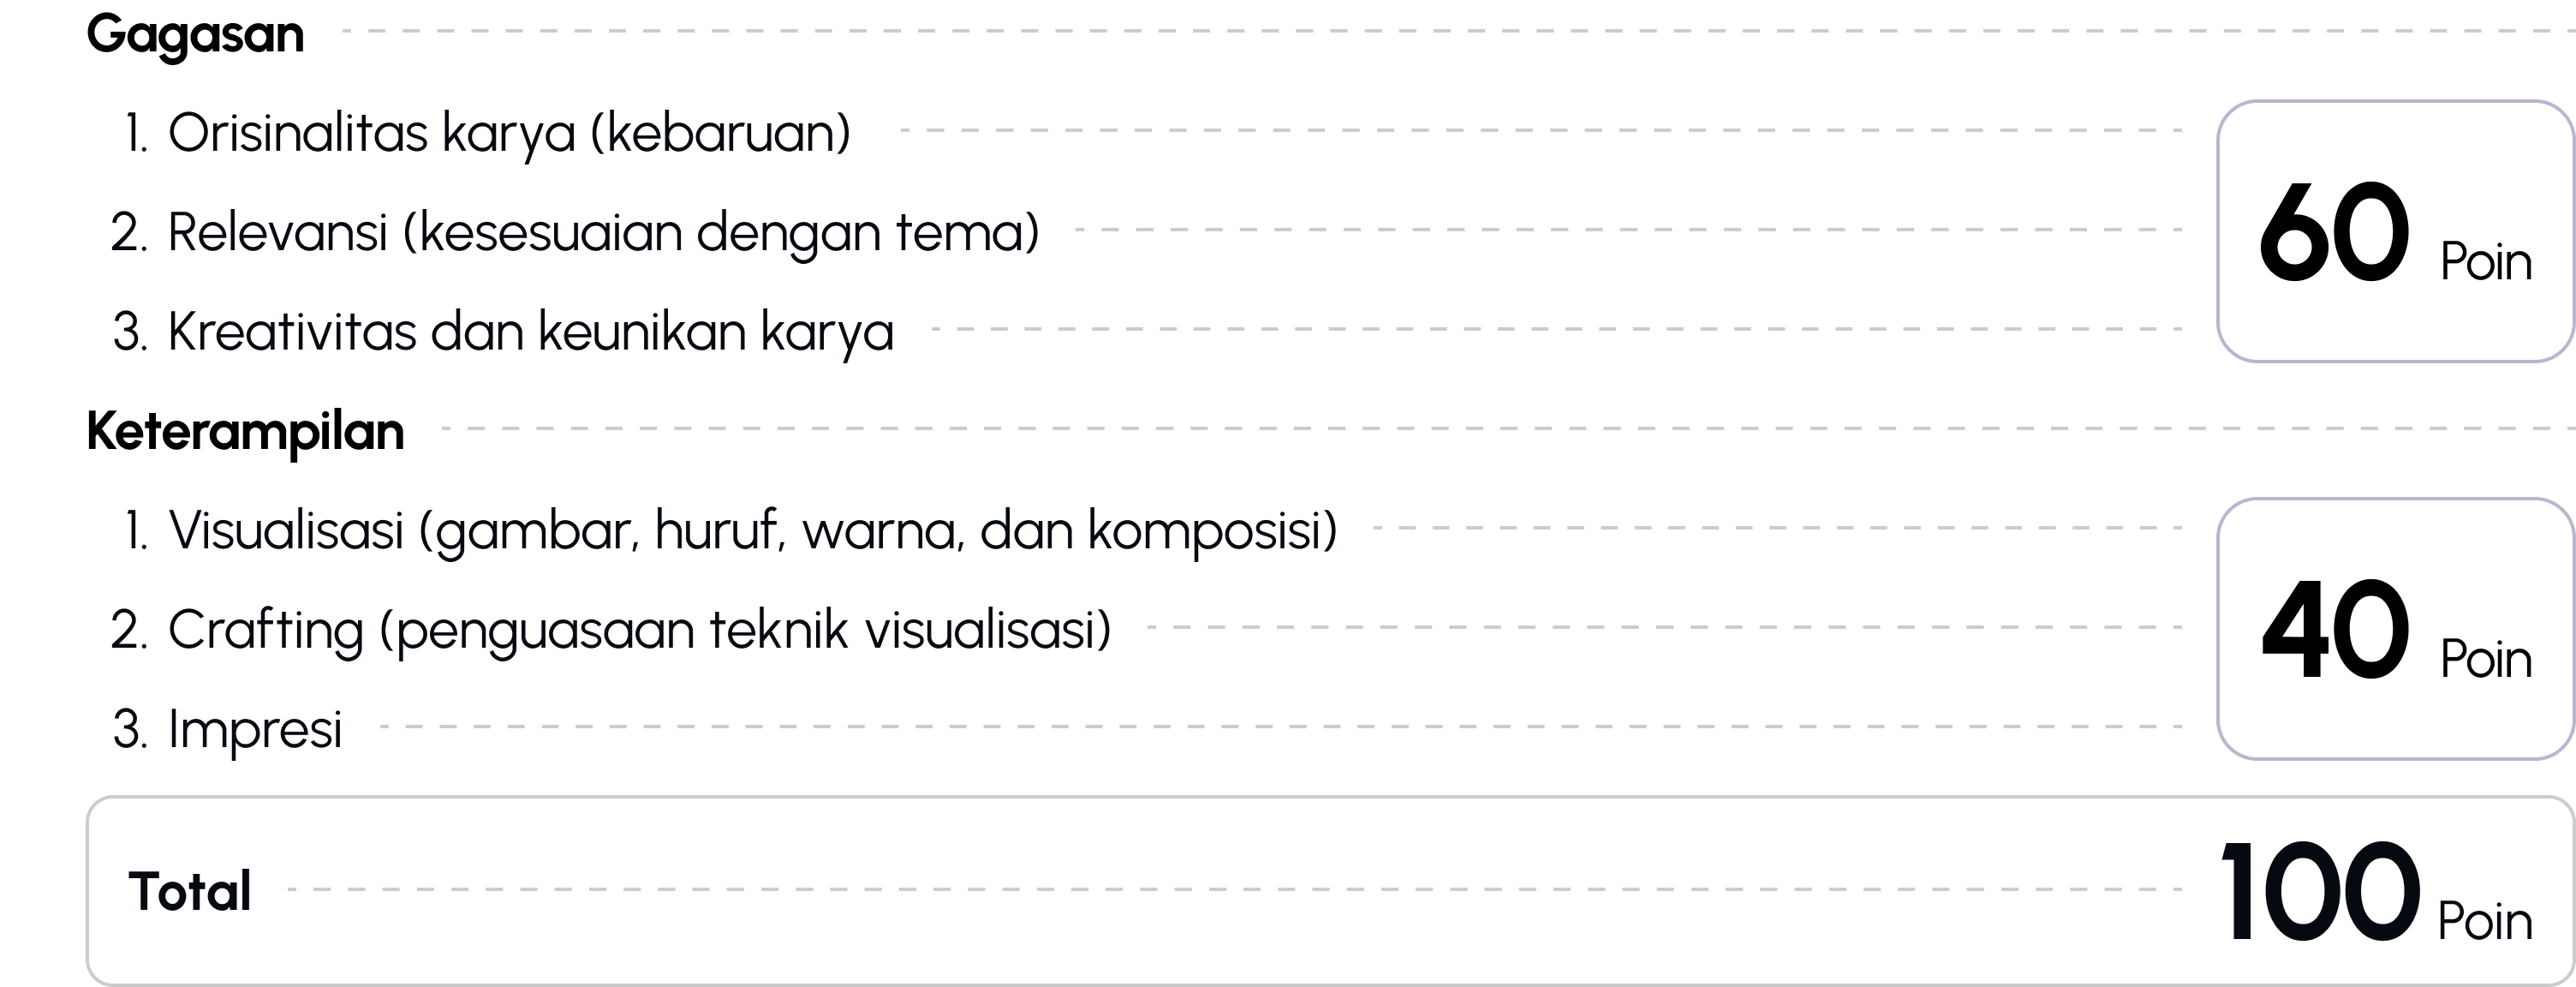 Gagasan
1. Orisinalitas karya (kebaruan)
2. Relevansi (kesesuaian dengan tema)
3. Kreativitas dan keunikan karya
60 Poin
Keterampilan
1. Visualisasi (gambar, huruf, warna, dan komposisi)
2. Crafting (penguasaan teknik visualisasi)
3. Impresi
40 Poin
Total 100 Poin